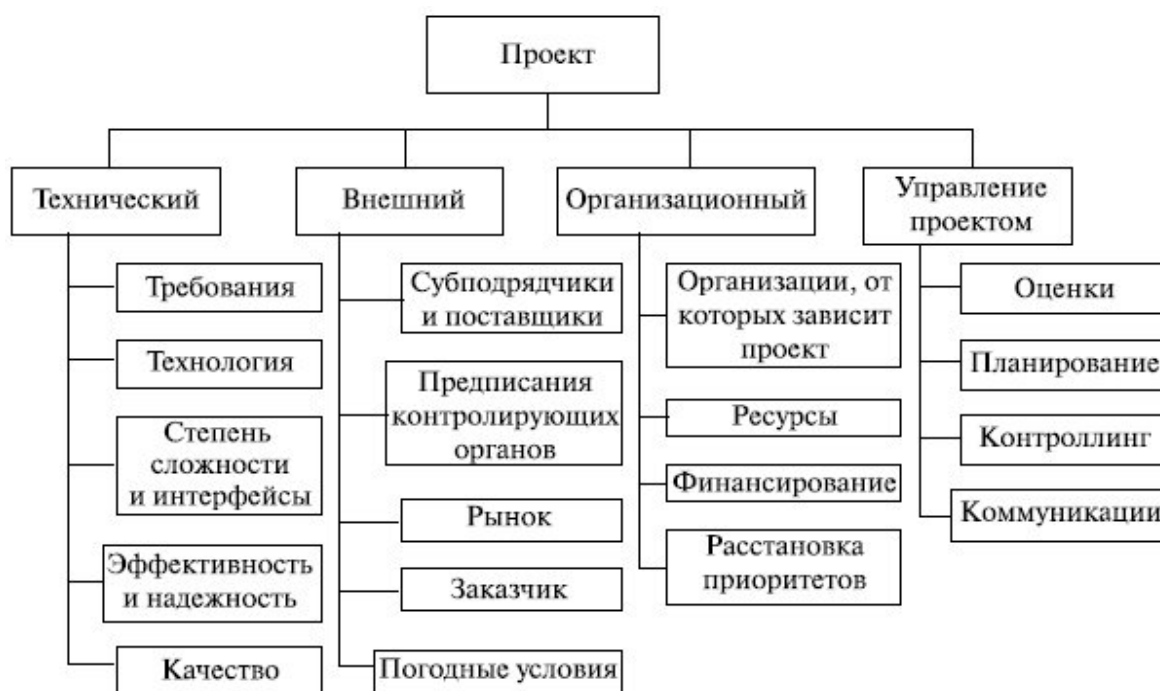 Проект
Технический
Требования
Технология
Степень
сложности
и интерфейсы
Эффективность
и надежность
Качество
Внешний
Субподрядчики
и поставщики
Предписания
контролирующих
органов
Рынок
Заказчик
Погодные условия
Организационный
Организации, от
которых зависит
проект
Ресурсы
Финансирование
Расстановка
приоритетов
Управление
проектом
Оценки
Планирование
Контроллинг
Коммуникации